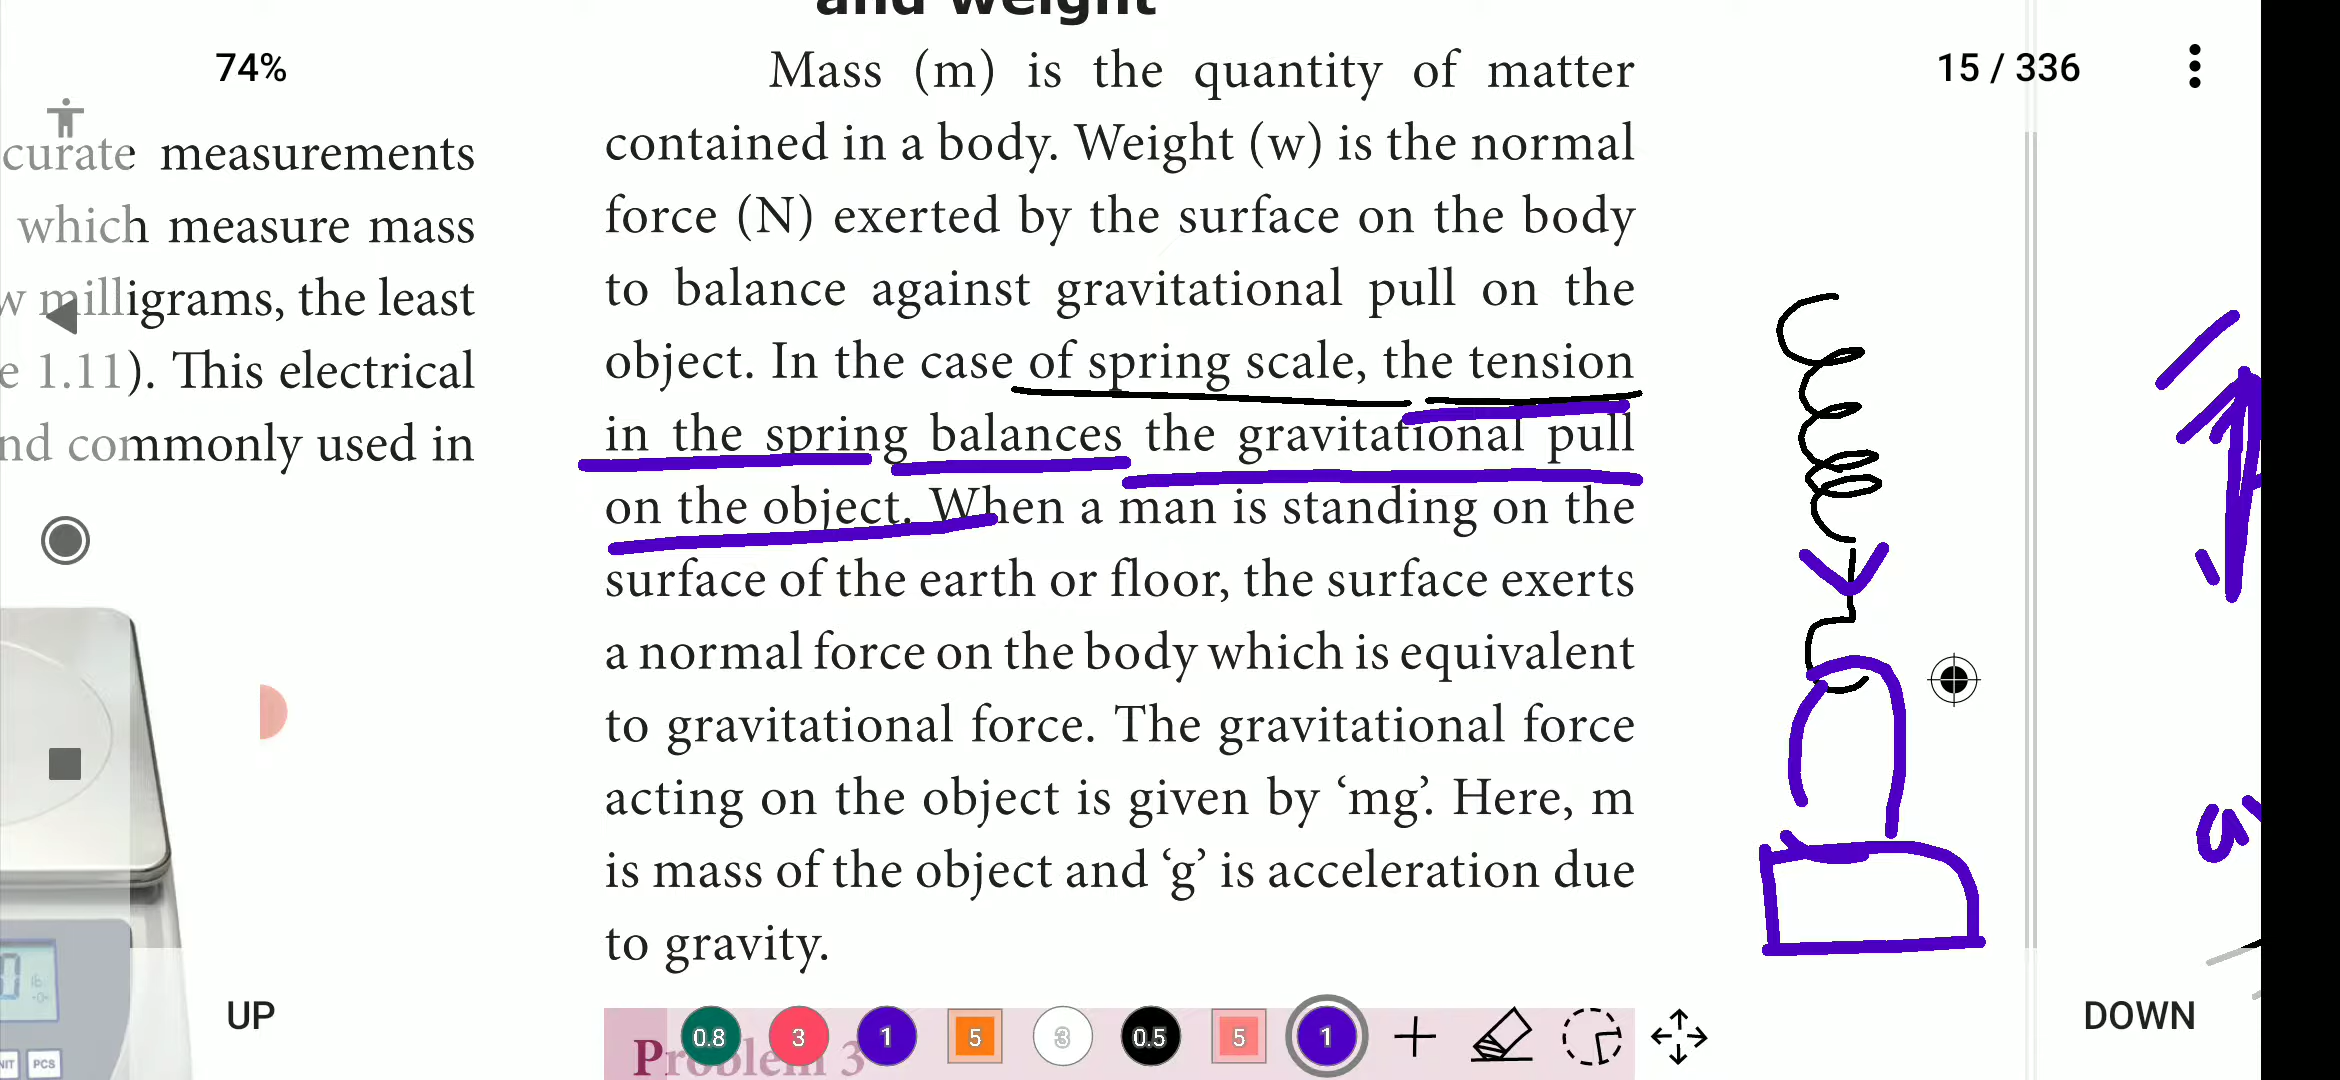 and weight
74%
15 / 336
curate measurements
which measure mass
w milligrams, the least
e 1.11). This electrical
nd commonly used in
Mass (m) is the quantity of matter
contained in a body. Weight (w) is the normal
force (N) exerted by the surface on the body
to balance against gravitational pull on the
object. In the case of spring scale, the tension
in the spring balances the gravitational pull
on the object. When a man is standing on the
surface of the earth or floor, the surface exerts
a normal force on the body which is equivalent
to gravitational force. The gravitational force
acting on the object is given by ‘mg’. Here, m
is mass of the object and ‘g’ is acceleration due
to gravity.
UP
DOWN
PCS
Problem 3
0.8 3 1 5 3 0.5 5 1